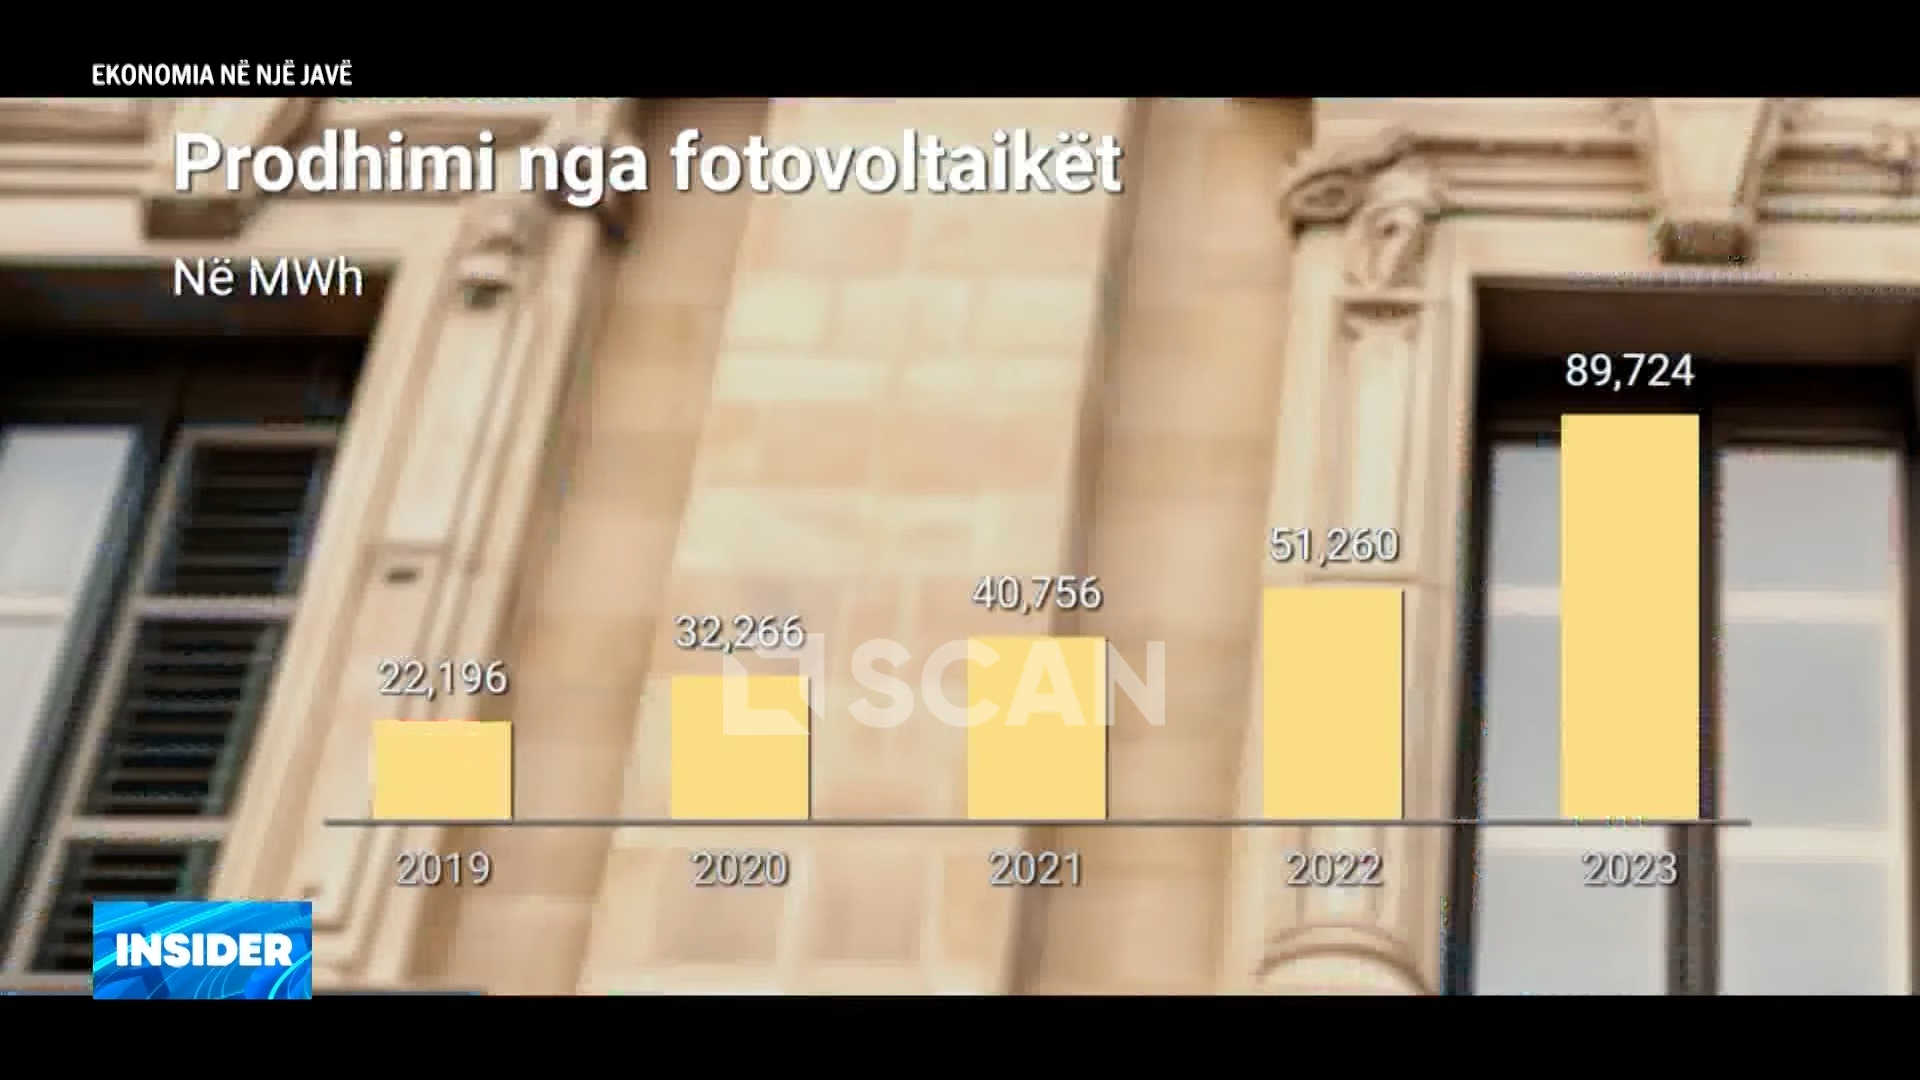 EKONOMIA NË NJË JAVË
Prodhimi nga fotovoltaikët
Në MWh
22,196
32,266
40,756
51,260
89,724
SCAN
2019
2020
2021
2022
2023
INSIDER